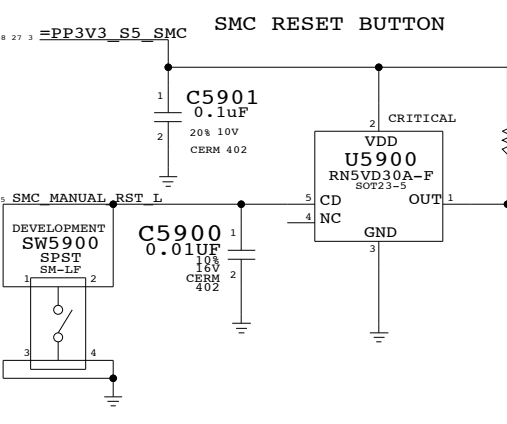 SMC RESET BUTTON
8 27 3 =PP3V3_S5_SMC
1
C5901
0.1uF
2
20% 10V
CERM 402
2
CRITICAL
VDD
U5900
RN5VD30A-F
SOT23-5
5 CD
OUT 1
4 NC
GND
3
5 SMC_MANUAL_RST_L
DEVELOPMENT
SW5900
SPST
SM-LF
1 2
3 4
C5900
1
0.01UF
10%
16V
2
CERM
402